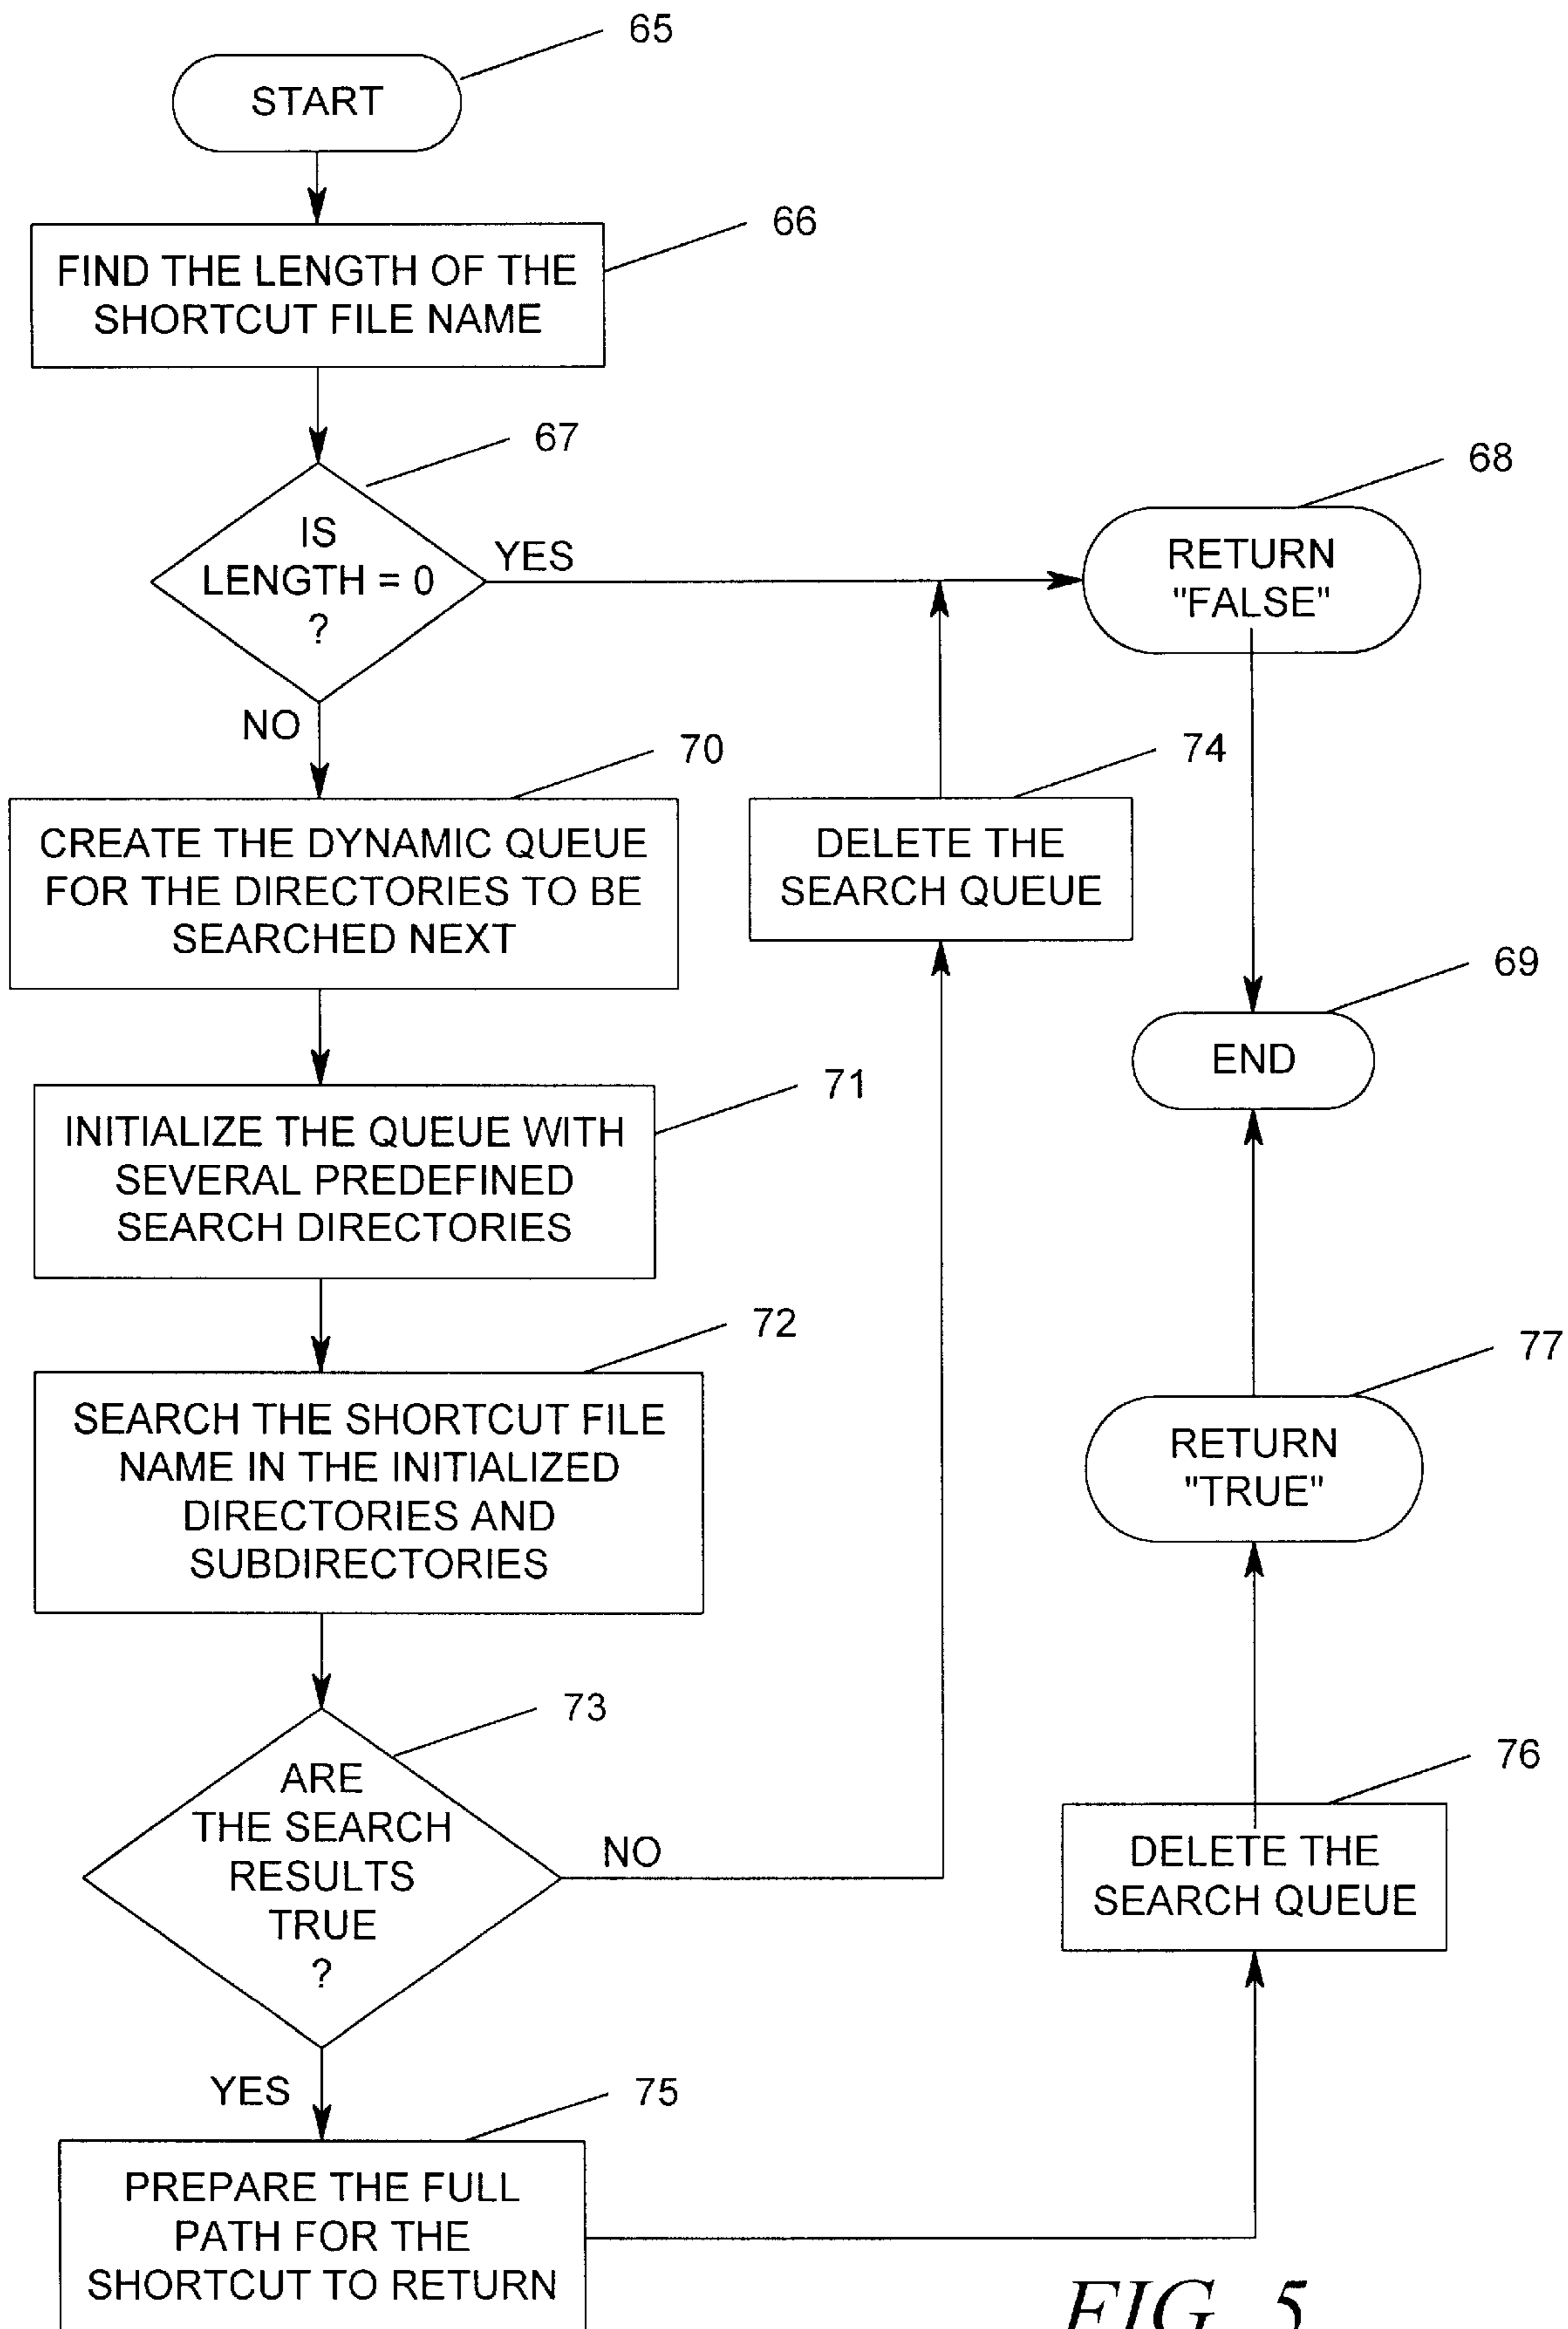 65
START
66
FIND THE LENGTH OF THE
SHORTCUT FILE NAME
67
IS
LENGTH = 0
?
YES
NO
68
RETURN
"FALSE"
70
CREATE THE DYNAMIC QUEUE
FOR THE DIRECTORIES TO BE
SEARCHED NEXT
74
DELETE THE
SEARCH QUEUE
69
END
71
INITIALIZE THE QUEUE WITH
SEVERAL PREDEFINED
SEARCH DIRECTORIES
72
SEARCH THE SHORTCUT FILE
NAME IN THE INITIALIZED
DIRECTORIES AND
SUBDIRECTORIES
77
RETURN
"TRUE"
73
ARE
THE SEARCH
RESULTS
TRUE
?
NO
YES
76
DELETE THE
SEARCH QUEUE
75
PREPARE THE FULL
PATH FOR THE
SHORTCUT TO RETURN
FIG. 5